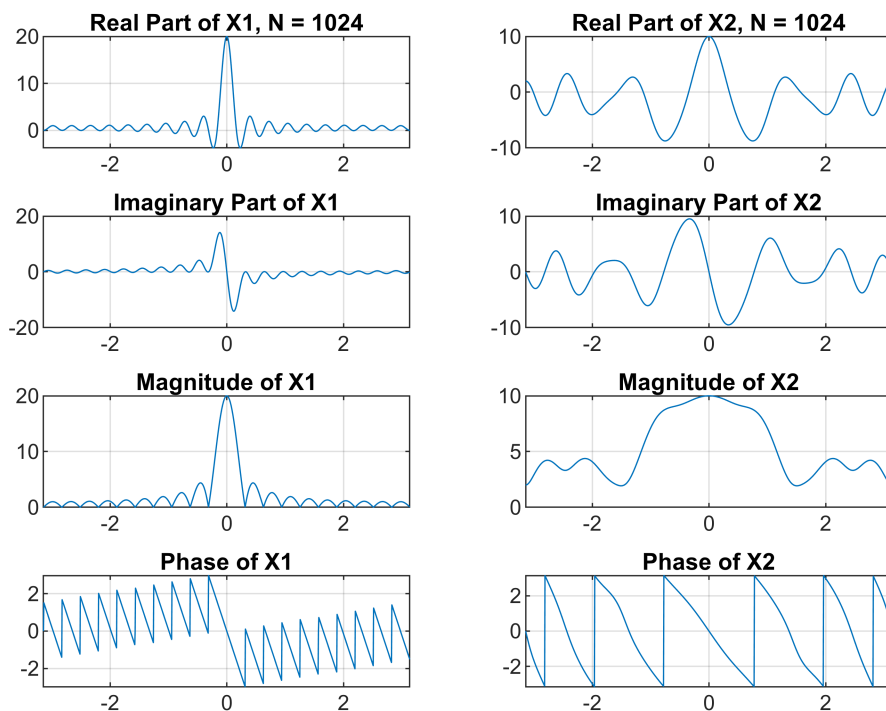 Real Part of X1, N = 1024
20
10
0
-2 0 2
Real Part of X2, N = 1024
10
0
-10
-2 0 2
Imaginary Part of X1
20
0
-20
-2 0 2
Imaginary Part of X2
10
0
-10
-2 0 2
Magnitude of X1
20
10
0
-2 0 2
Magnitude of X2
10
5
0
-2 0 2
Phase of X1
2
0
-2
-2 0 2
Phase of X2
2
0
-2
-2 0 2